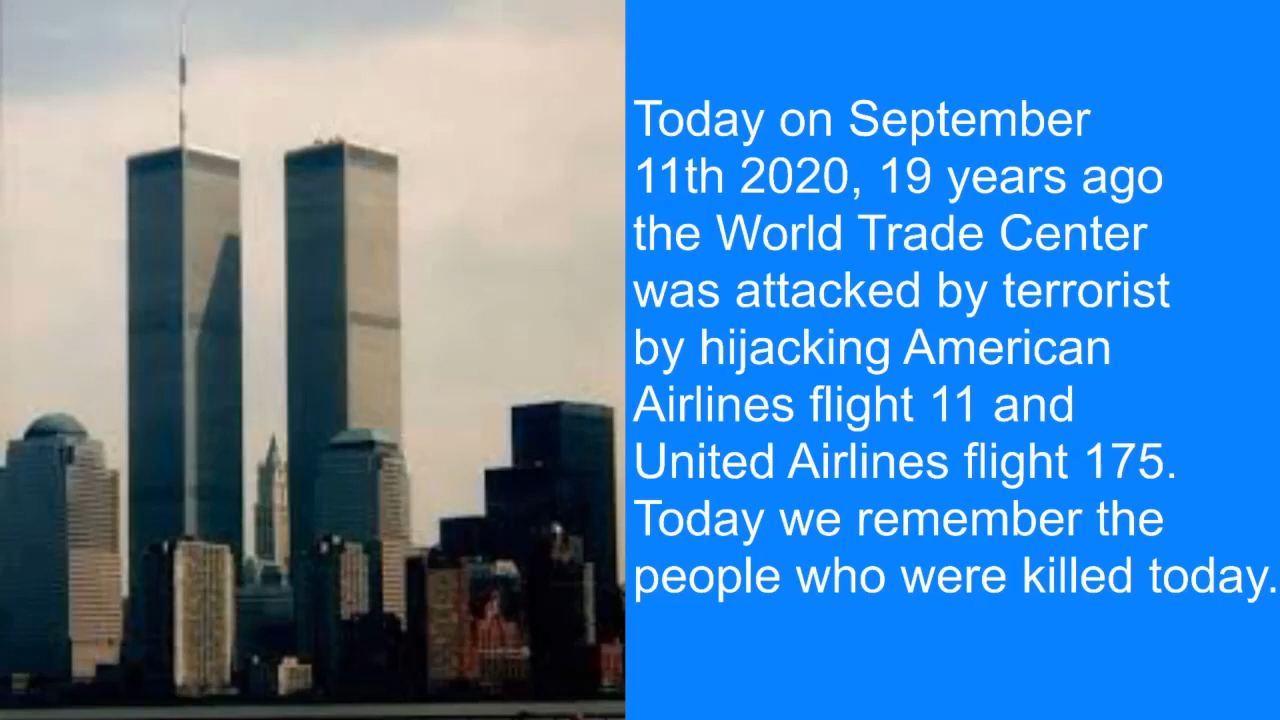 Today on September
11th 2020, 19 years ago
the World Trade Center
was attacked by terrorist
by hijacking American
Airlines flight 11 and
United Airlines flight 175.
Today we remember the
people who were killed today.